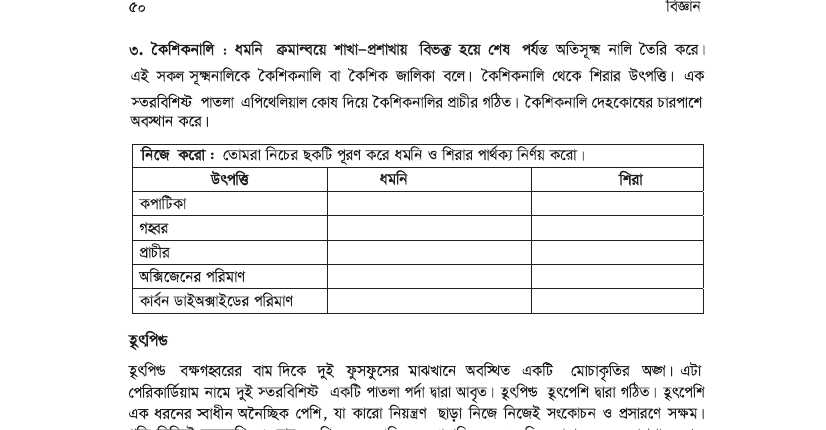 ৫০ বিজ্ঞান
৩. কৈশিকনালি : ধমনি ক্রমান্বয়ে শাখা-প্রশাখায় বিভক্ত হয়ে শেষ পর্যন্ত অতিসূক্ষ্ম নালি তৈরি করে।
এই সকল সূক্ষ্মনালিকে কৈশিকনালি বা কৈশিক জালিকা বলে। কৈশিকনালি থেকে শিরার উৎপত্তি। এক
স্তরবিশিষ্ট পাতলা এপিথেলিয়াল কোষ দিয়ে কৈশিকনালির প্রাচীর গঠিত। কৈশিকনালি দেহকোষের চারপাশে
অবস্থান করে।
নিজে করো : তোমরা নিচের ছকটি পূরণ করে ধমনি ও শিরার পার্থক্য নির্ণয় করো।
উৎপত্তি ধমনি শিরা
কপাটিকা
গহ্বর
প্রাচীর
অক্সিজেনের পরিমাণ
কার্বন ডাইঅক্সাইডের পরিমাণ
হৃৎপিন্ড
হৃৎপিন্ড বক্ষগহ্বরের বাম দিকে দুই ফুসফুসের মাঝখানে অবস্থিত একটি মোচাকৃতির অঙ্গ। এটা
পেরিকার্ডিয়াম নামে দুই স্তরবিশিষ্ট একটি পাতলা পর্দা দ্বারা আবৃত। হৃৎপিন্ড হৃৎপেশি দ্বারা গঠিত। হৃৎপেশি
এক ধরনের স্বাধীন অনৈচ্ছিক পেশি, যা কারো নিয়ন্ত্রণ ছাড়া নিজে নিজেই সংকোচন ও প্রসারণে সক্ষম।